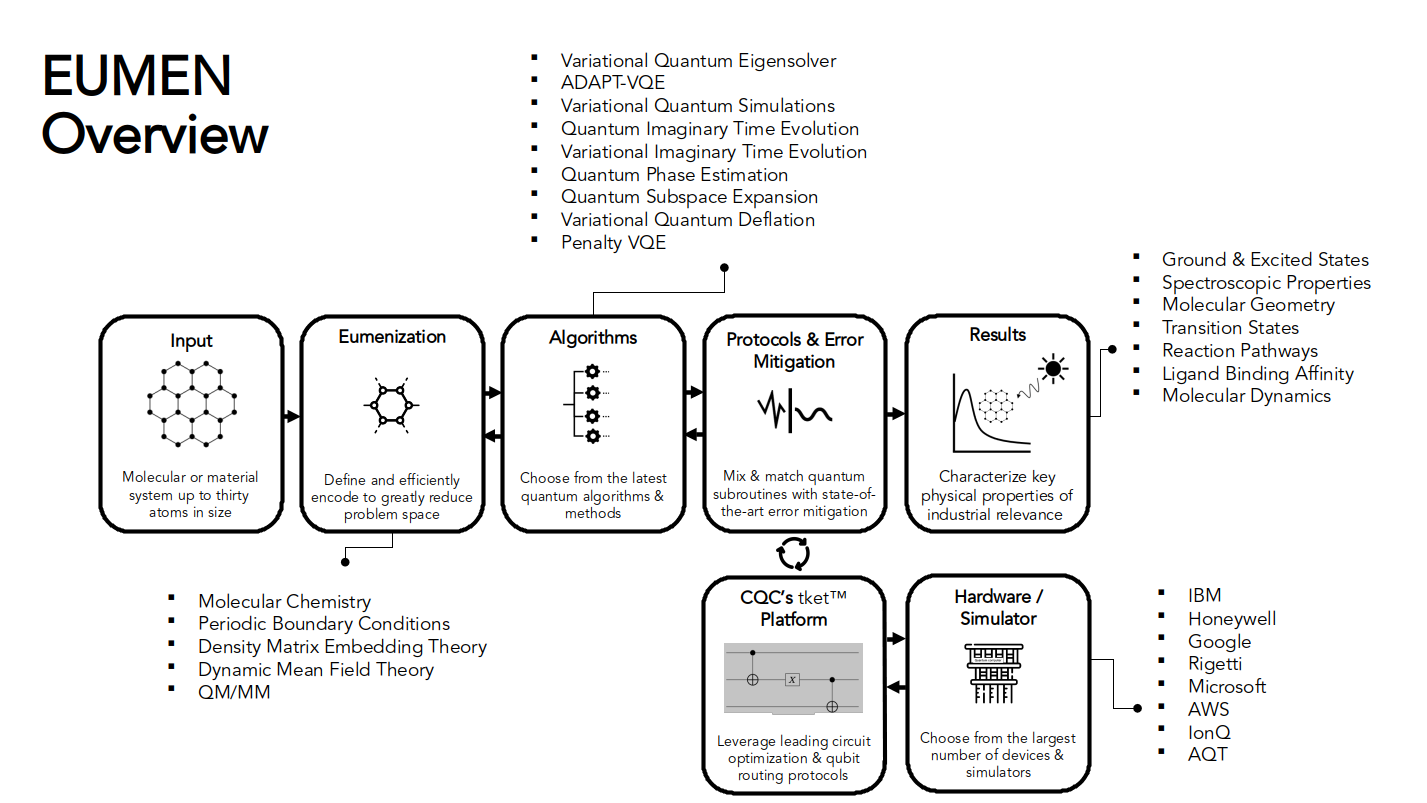 EUMEN
Overview
▪ Variational Quantum Eigensolver
▪ ADAPT-VQE
▪ Variational Quantum Simulations
▪ Quantum Imaginary Time Evolution
▪ Variational Imaginary Time Evolution
▪ Quantum Phase Estimation
▪ Quantum Subspace Expansion
▪ Variational Quantum Deflation
▪ Penalty VQE
▪ Ground & Excited States
▪ Spectroscopic Properties
▪ Molecular Geometry
▪ Transition States
▪ Reaction Pathways
▪ Ligand Binding Affinity
▪ Molecular Dynamics
Input
Molecular or material
system up to thirty
atoms in size
Eumenization
Define and efficiently
encode to greatly reduce
problem space
Algorithms
Choose from the latest
quantum algorithms &
methods
Protocols & Error
Mitigation
Mix & match quantum
subroutines with state-of-
the-art error mitigation
Results
Characterize key
physical properties of
industrial relevance
▪ Molecular Chemistry
▪ Periodic Boundary Conditions
▪ Density Matrix Embedding Theory
▪ Dynamic Mean Field Theory
▪ QM/MM
CQC's tket™
Platform
X
Leverage leading circuit
optimization & qubit
routing protocols
Hardware /
Simulator
Choose from the largest
number of devices &
simulators
▪ IBM
▪ Honeywell
▪ Google
▪ Rigetti
▪ Microsoft
▪ AWS
▪ IonQ
▪ AQT